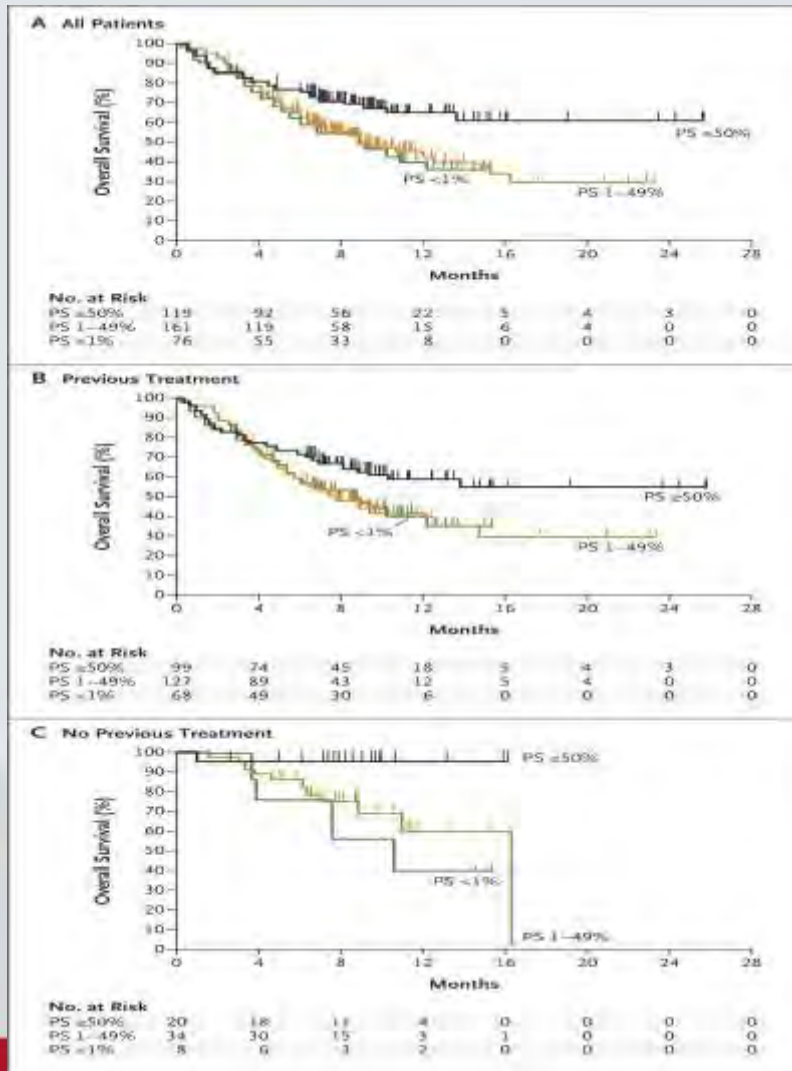 A All Patients
100
90
80
70
60
50
40
30
20
10
0
Overall Survival (%)
PS ≥50%
PS <1%
PS 1–49%
0 4 8 12 16 20 24 28
Months
No. at Risk
PS ≥50% 119 92 56 22 5 4 3 0
PS 1–49% 161 119 58 15 6 4 0 0
PS <1% 76 55 33 8 0 0 0 0
B Previous Treatment
100
90
80
70
60
50
40
30
20
10
0
Overall Survival (%)
PS ≥50%
PS <1%
PS 1–49%
0 4 8 12 16 20 24 28
Months
No. at Risk
PS ≥50% 99 74 45 18 5 4 3 0
PS 1–49% 127 89 43 12 5 4 0 0
PS <1% 68 49 30 6 0 0 0 0
C No Previous Treatment
100
90
80
70
60
50
40
30
20
10
0
Overall Survival (%)
PS ≥50%
PS <1%
PS 1–49%
0 4 8 12 16 20 24 28
Months
No. at Risk
PS ≥50% 20 18 11 4 0 0 0 0
PS 1–49% 34 30 15 3 1 0 0 0
PS <1% 8 6 3 2 0 0 0 0